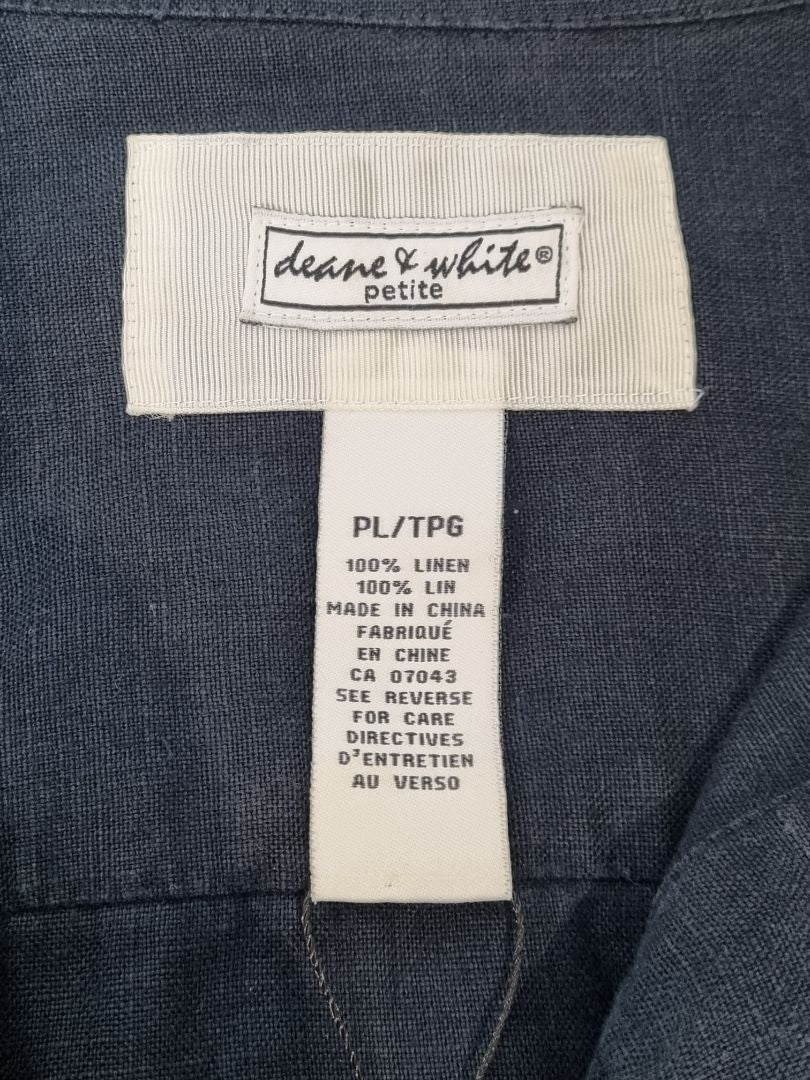 deane & white®
petite
PL/TPG
100% LINEN
100% LIN
MADE IN CHINA
FABRIQUÉ
EN CHINE
CA 07043
SEE REVERSE
FOR CARE
DIRECTIVES
D'ENTRETIEN
AU VERSO